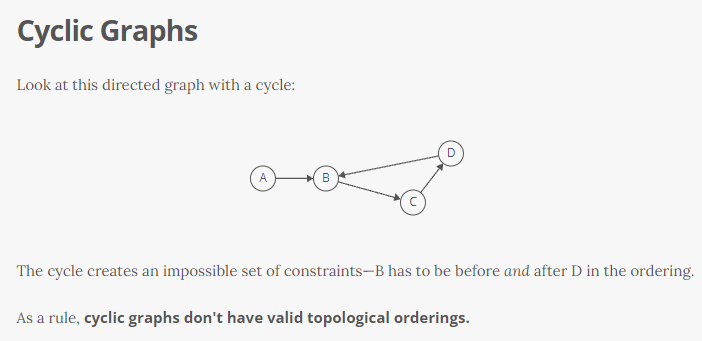 Cyclic Graphs
Look at this directed graph with a cycle:
D
A
B
C
The cycle creates an impossible set of constraints—B has to be before and after D in the ordering.
As a rule, cyclic graphs don't have valid topological orderings.